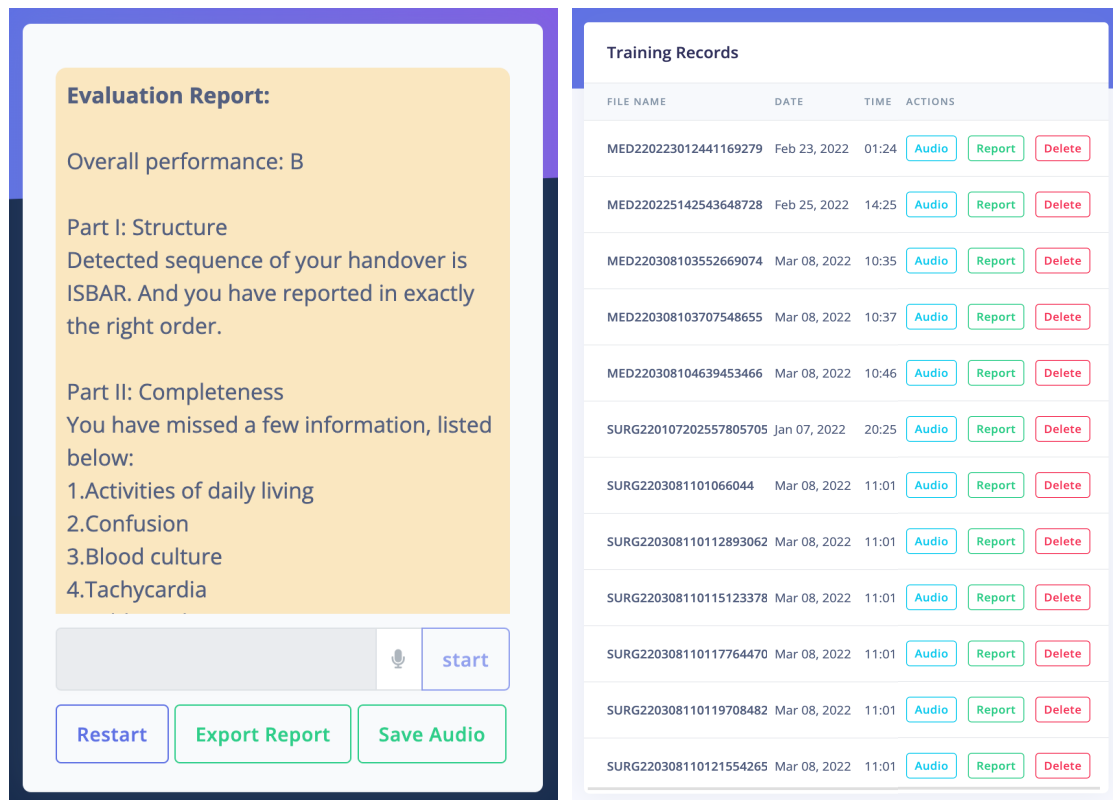 Evaluation Report:
Overall performance: B
Part I: Structure
Detected sequence of your handover is
ISBAR. And you have reported in exactly
the right order.
Part II: Completeness
You have missed a few information, listed
below:
1.Activities of daily living
2.Confusion
3.Blood culture
4.Tachycardia
start
Restart Export Report Save Audio
Training Records
FILE NAME DATE TIME ACTIONS
MED220223012441169279 Feb 23, 2022 01:24 Audio Report Delete
MED220225142543648728 Feb 25, 2022 14:25 Audio Report Delete
MED220308103552669074 Mar 08, 2022 10:35 Audio Report Delete
MED220308103707548655 Mar 08, 2022 10:37 Audio Report Delete
MED220308104639453466 Mar 08, 2022 10:46 Audio Report Delete
SURG220107202557805705 Jan 07, 2022 20:25 Audio Report Delete
SURG2203081101066044 Mar 08, 2022 11:01 Audio Report Delete
SURG220308110112893062 Mar 08, 2022 11:01 Audio Report Delete
SURG220308110115123378 Mar 08, 2022 11:01 Audio Report Delete
SURG220308110117764470 Mar 08, 2022 11:01 Audio Report Delete
SURG220308110119708482 Mar 08, 2022 11:01 Audio Report Delete
SURG220308110121554265 Mar 08, 2022 11:01 Audio Report Delete